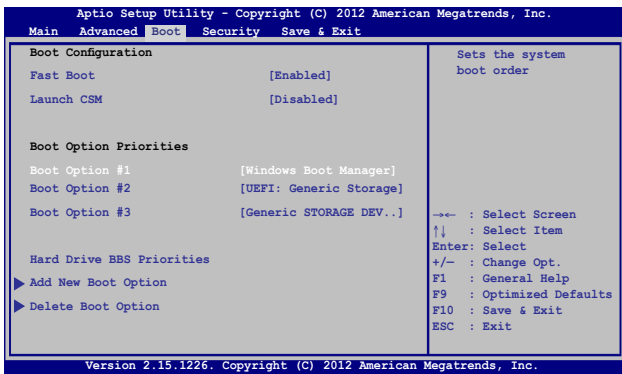 Aptio Setup Utility - Copyright (C) 2012 American Megatrends, Inc.
Main Advanced Boot Security Save & Exit
Boot Configuration
Fast Boot [Enabled]
Launch CSM [Disabled]
Boot Option Priorities
Boot Option #1 [Windows Boot Manager]
Boot Option #2 [UEFI: Generic Storage]
Boot Option #3 [Generic STORAGE DEV..]
Hard Drive BBS Priorities
Add New Boot Option
Delete Boot Option
Sets the system
boot order
→← : Select Screen
↑↓ : Select Item
Enter: Select
+/— : Change Opt.
F1 : General Help
F9 : Optimized Defaults
F10 : Save & Exit
ESC : Exit
Version 2.15.1226. Copyright (C) 2012 American Megatrends, Inc.